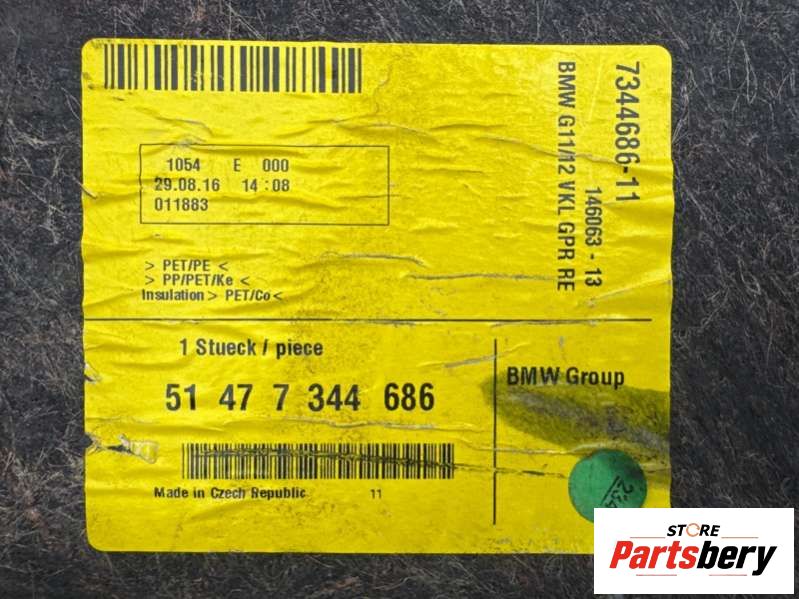 1054 E 000
29.08.16 14:08
011883
> PET/PE <
> PP/PET/Ke <
Insulation > PET/Co <
7344686-11
146063 - 13
BMW G11/12 VKL GPR RE
1 Stueck / piece
51 47 7 344 686
BMW Group
Made in Czech Republic
11
STORE
Partsbery